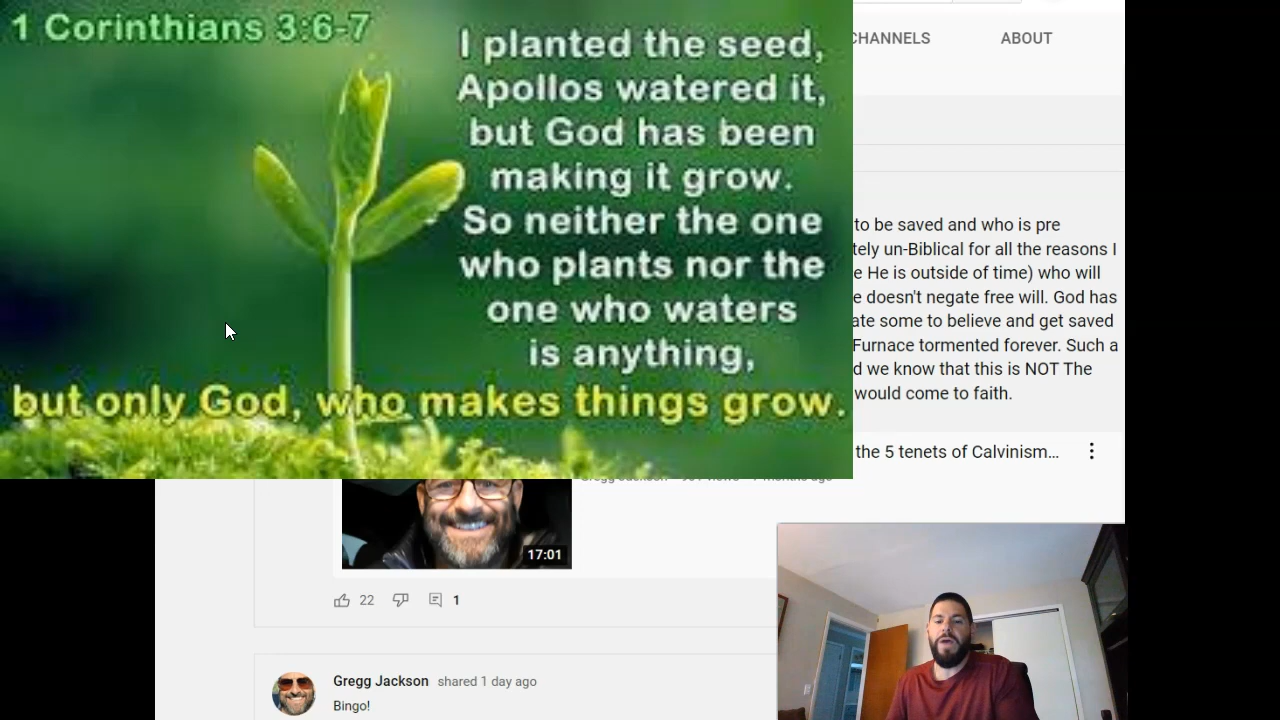 1 Corinthians 3:6-7
I planted the seed,
Apollos watered it,
but God has been
making it grow.
So neither the one
who plants nor the
one who waters
is anything,
but only God, who makes things grow.
CHANNELS
ABOUT
to be saved and who is pre
tely un-Biblical for all the reasons I
e He is outside of time) who will
e doesn't negate free will. God has
ate some to believe and get saved
Furnace tormented forever. Such a
d we know that this is NOT The
would come to faith.
the 5 tenets of Calvinism...
17:01
22
1
Gregg Jackson shared 1 day ago
Bingo!